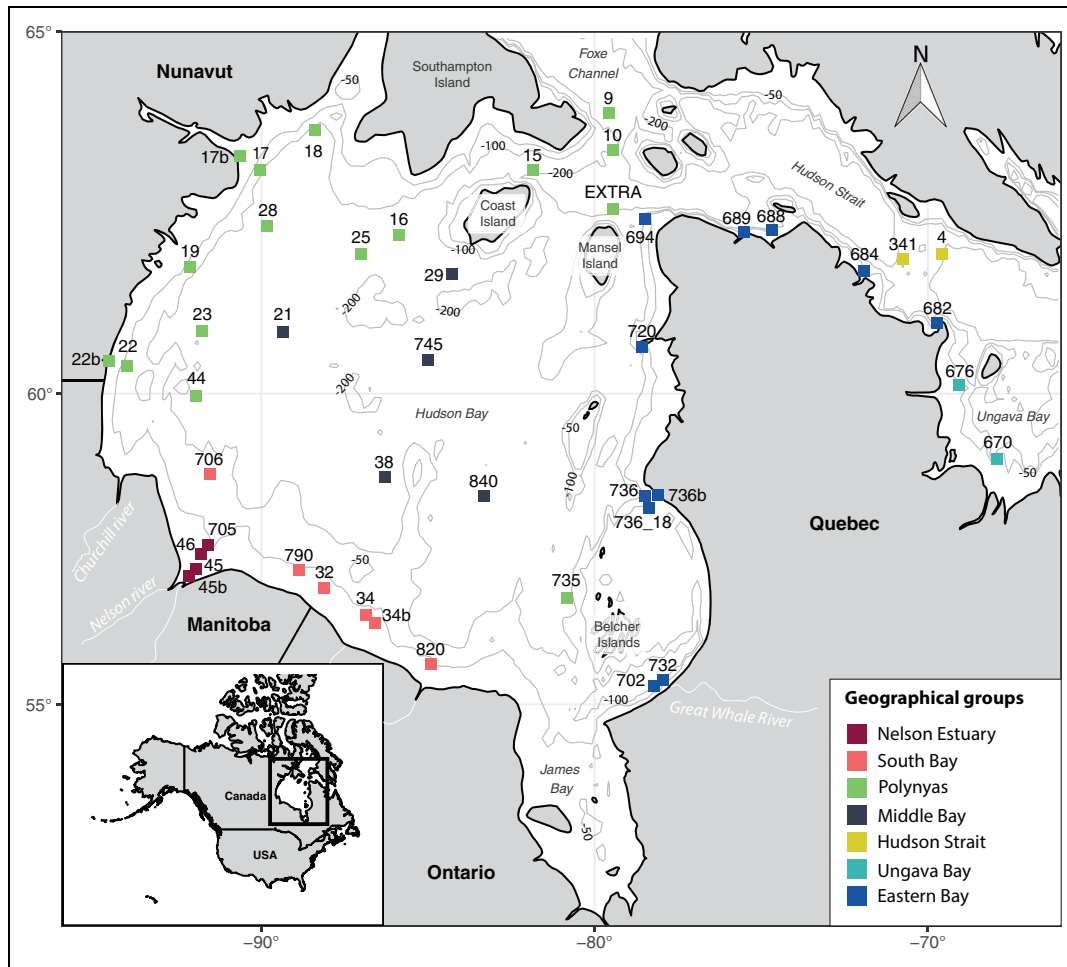 65°
60°
55°
−90°
−80°
−70°
Nunavut
Southampton
Island
Foxe
Channel
N
-50
-50
-200
-100
-200
9
10
15
EXTRA
17b
17
18
28
16
25
Coast
Island
-100
29
Mansel
Island
694
689
688
Hudson Strait
684
341
4
682
676
Ungava Bay
670
-50
19
23
21
-200
-200
745
720
22b
22
44
-200
Hudson Bay
-50
-100
706
38
840
736
736b
736_18
Quebec
Churchill river
Nelson river
46
705
45
45b
Manitoba
790
32
-50
34
34b
820
735
Belcher
Islands
702
732
-100
Great Whale River
James
Bay
-50
Ontario
Canada
USA
Geographical groups
Nelson Estuary
South Bay
Polynyas
Middle Bay
Hudson Strait
Ungava Bay
Eastern Bay